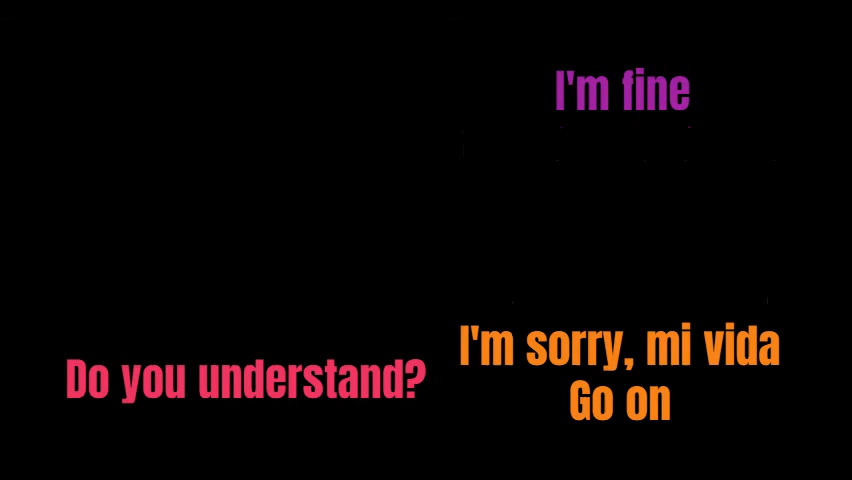 I'm fine
Do you understand?
I'm sorry, mi vida
Go on